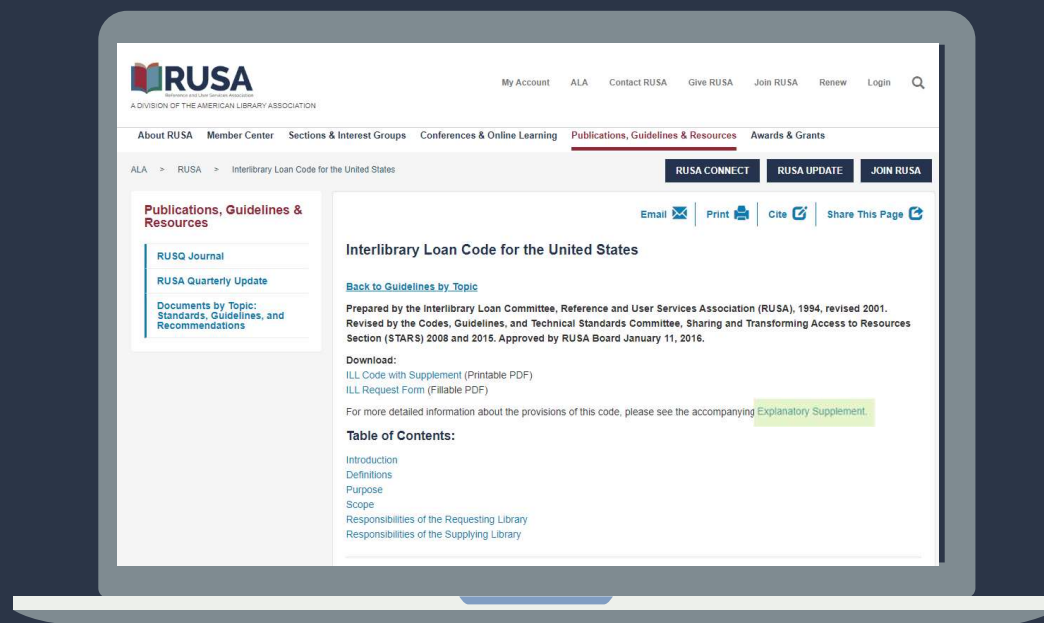 RUSA
Reference and User Services Association
A DIVISION OF THE AMERICAN LIBRARY ASSOCIATION
My Account ALA Contact RUSA Give RUSA Join RUSA Renew Login
About RUSA Member Center Sections & Interest Groups Conferences & Online Learning Publications, Guidelines & Resources Awards & Grants
ALA > RUSA > Interlibrary Loan Code for the United States
RUSA CONNECT RUSA UPDATE JOIN RUSA
Publications, Guidelines &
Resources
RUSQ Journal
RUSA Quarterly Update
Documents by Topic:
Standards, Guidelines, and
Recommendations
Email Print Cite Share This Page
Interlibrary Loan Code for the United States
Back to Guidelines by Topic
Prepared by the Interlibrary Loan Committee, Reference and User Services Association (RUSA), 1994, revised 2001.
Revised by the Codes, Guidelines, and Technical Standards Committee, Sharing and Transforming Access to Resources
Section (STARS) 2008 and 2015. Approved by RUSA Board January 11, 2016.
Download:
ILL Code with Supplement (Printable PDF)
ILL Request Form (Fillable PDF)
For more detailed information about the provisions of this code, please see the accompanying Explanatory Supplement.
Table of Contents:
Introduction
Definitions
Purpose
Scope
Responsibilities of the Requesting Library
Responsibilities of the Supplying Library